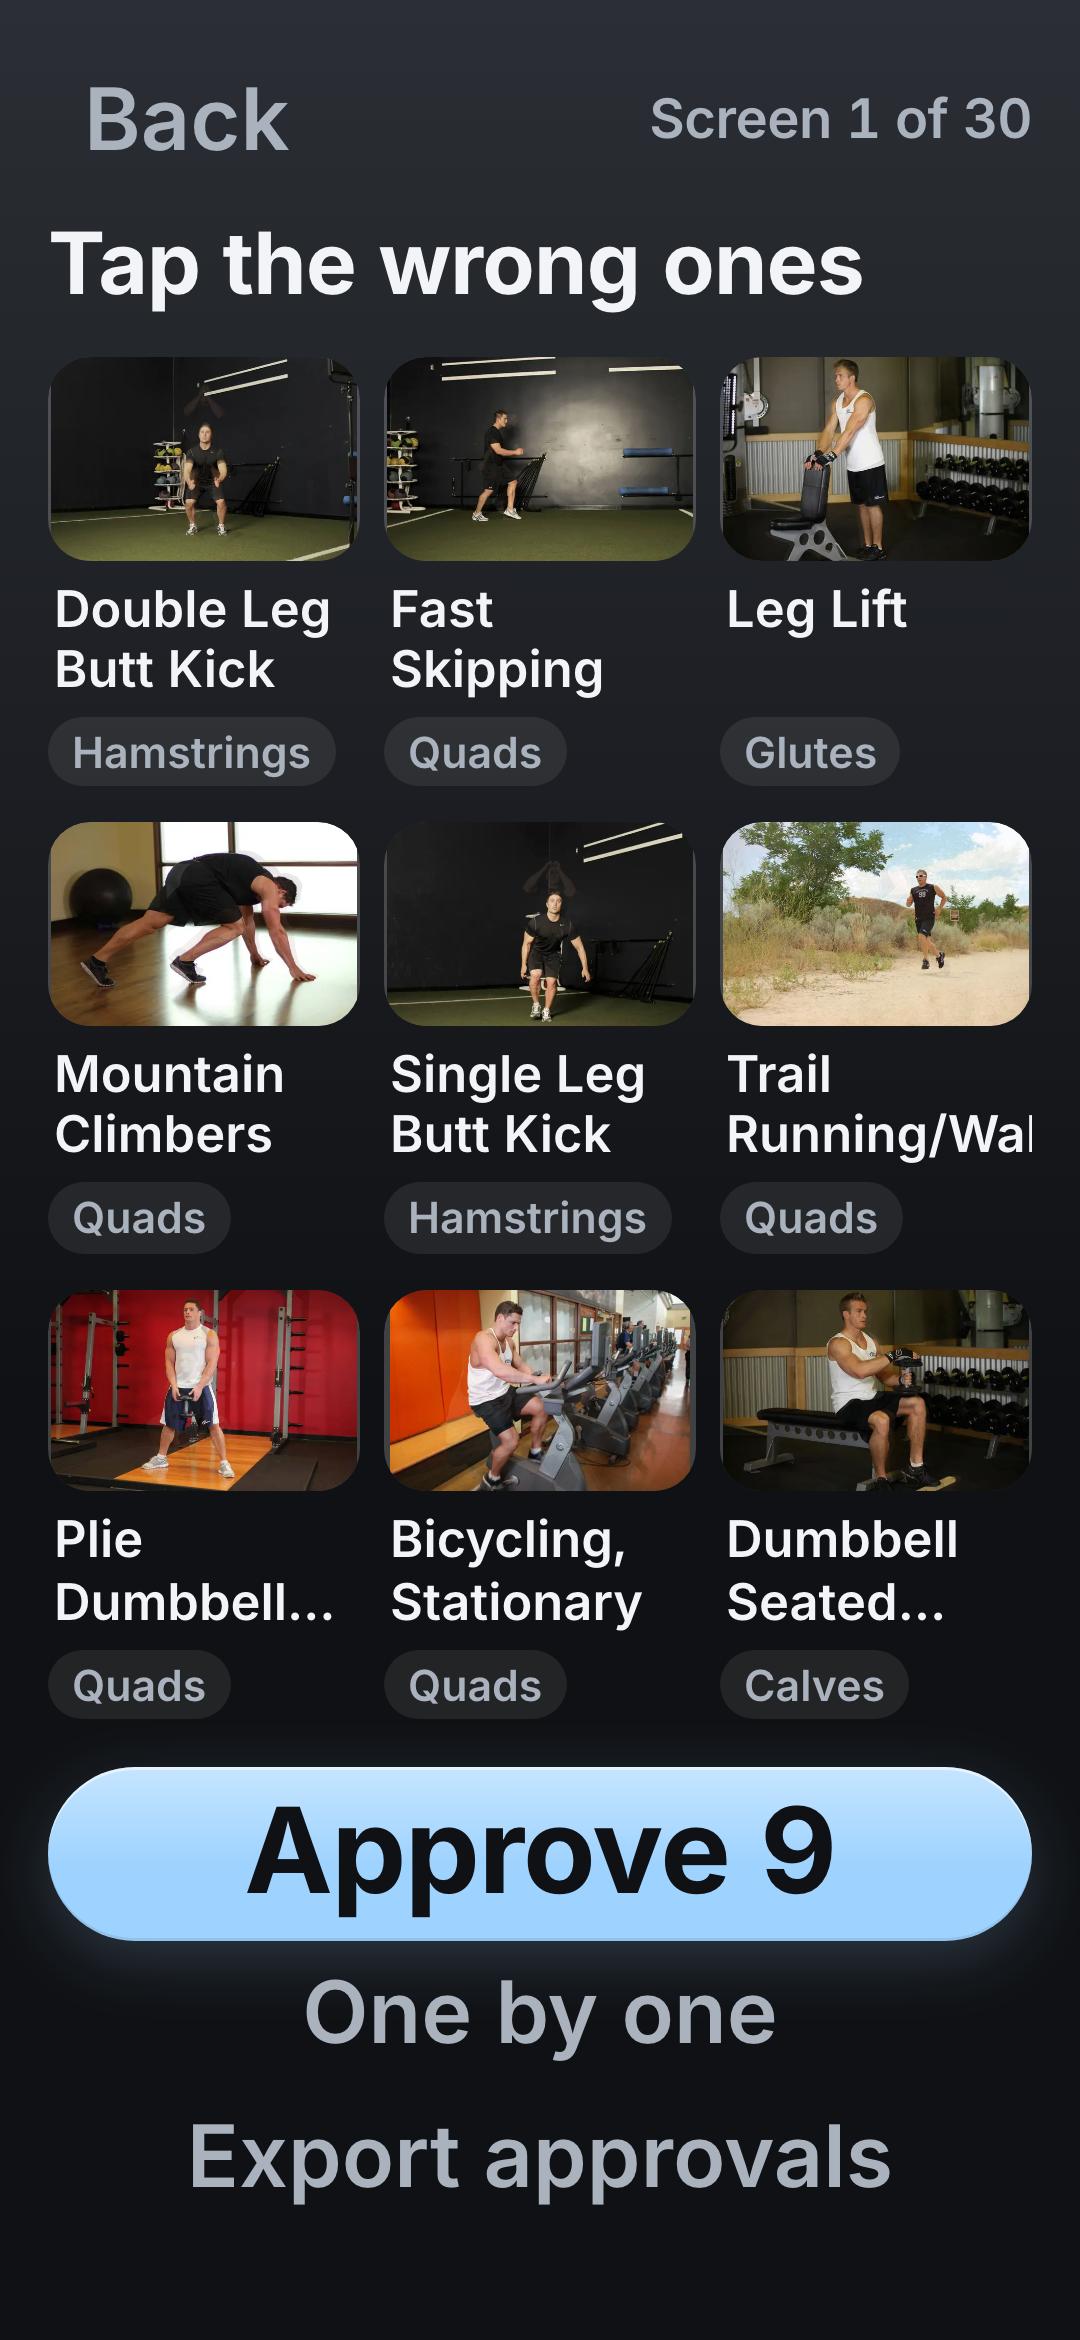 Back
Screen 1 of 30
Tap the wrong ones
Double Leg
Butt Kick
Fast
Skipping
Leg Lift
Hamstrings
Quads
Glutes
Mountain
Climbers
Single Leg
Butt Kick
Trail
Running/Wal
Quads
Hamstrings
Quads
Plie
Dumbbell...
Bicycling,
Stationary
Dumbbell
Seated...
Quads
Quads
Calves
Approve 9
One by one
Export approvals